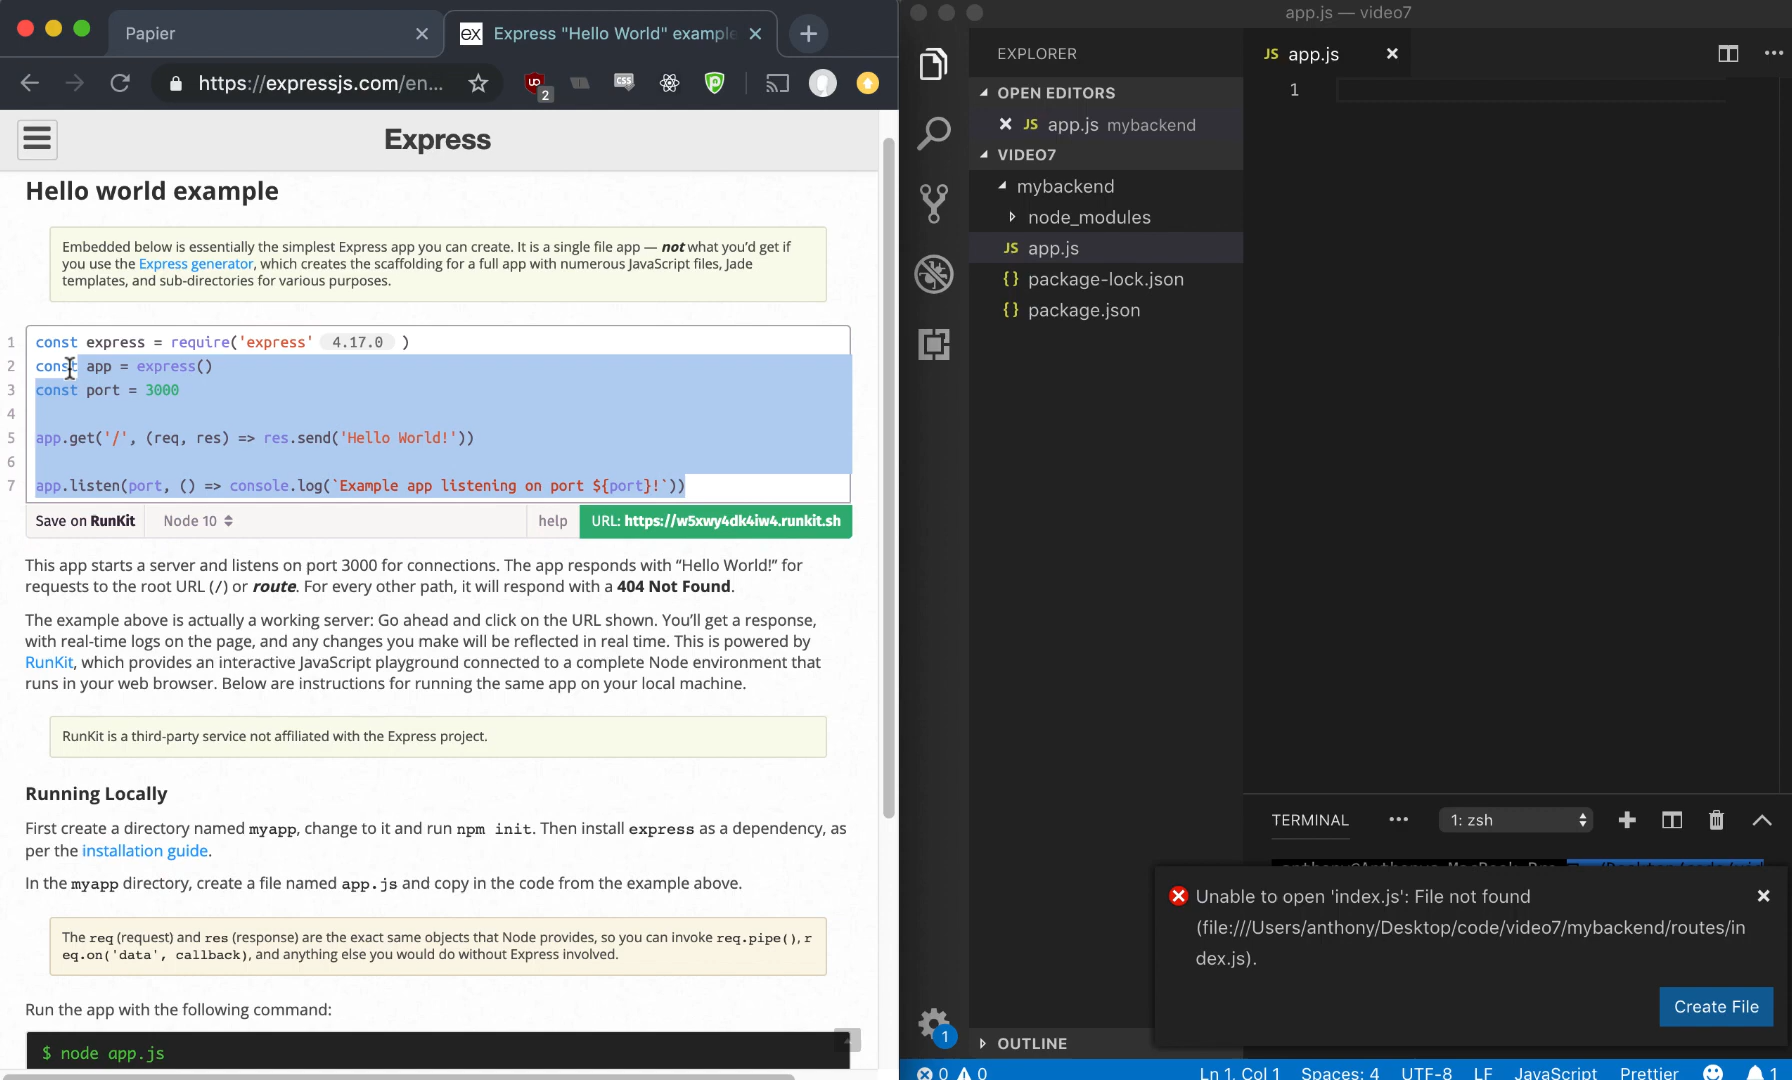 Papier
ex Express "Hello World" example
https://expressjs.com/en...
2
CSS
Express
Hello world example
Embedded below is essentially the simplest Express app you can create. It is a single file app — not what you'd get if
you use the Express generator, which creates the scaffolding for a full app with numerous JavaScript files, Jade
templates, and sub-directories for various purposes.
1 const express = require('express' 4.17.0 )
2 const app = express()
3 const port = 3000
4
5 app.get('/', (req, res) => res.send('Hello World!'))
6
7 app.listen(port, () => console.log(`Example app listening on port ${port}!`))
Save on RunKit Node 10 help URL: https://w5xwy4dk4iw4.runkit.sh
This app starts a server and listens on port 3000 for connections. The app responds with “Hello World!” for
requests to the root URL (/) or route. For every other path, it will respond with a 404 Not Found.
The example above is actually a working server: Go ahead and click on the URL shown. You'll get a response,
with real-time logs on the page, and any changes you make will be reflected in real time. This is powered by
RunKit, which provides an interactive JavaScript playground connected to a complete Node environment that
runs in your web browser. Below are instructions for running the same app on your local machine.
RunKit is a third-party service not affiliated with the Express project.
Running Locally
First create a directory named myapp, change to it and run npm init. Then install express as a dependency, as
per the installation guide.
In the myapp directory, create a file named app.js and copy in the code from the example above.
The req (request) and res (response) are the exact same objects that Node provides, so you can invoke req.pipe(), r
eq.on('data', callback), and anything else you would do without Express involved.
Run the app with the following command:
$ node app.js
app.js — video7
EXPLORER
OPEN EDITORS
JS app.js mybackend
VIDEO7
mybackend
node_modules
JS app.js
{} package-lock.json
{} package.json
OUTLINE
1
JS app.js
1
TERMINAL ••• 1: zsh
Unable to open 'index.js': File not found
(file:///Users/anthony/Desktop/code/video7/mybackend/routes/in
dex.js).
Create File
0 0 Ln 1, Col 1 Spaces: 4 UTF-8 LF JavaScript Prettier 1